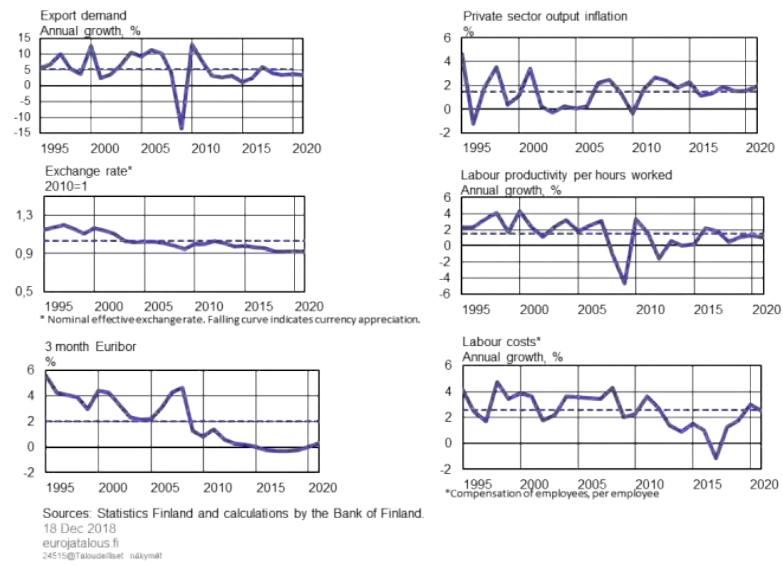 Export demand
Annual growth, %
15
10
5
0
-5
-10
-15
1995 2000 2005 2010 2015 2020
Exchange rate*
2010=1
1,3
0,9
0,5
1995 2000 2005 2010 2015 2020
* Nominal effective exchange rate. Falling curve indicates currency appreciation.
3 month Euribor
%
6
4
2
0
-2
1995 2000 2005 2010 2015 2020
Private sector output inflation
%
6
4
2
0
-2
1995 2000 2005 2010 2015 2020
Labour productivity per hours worked
Annual growth, %
6
4
2
0
-2
-4
-6
1995 2000 2005 2010 2015 2020
Labour costs*
Annual growth, %
6
4
2
0
-2
1995 2000 2005 2010 2015 2020
*Compensation of employees, per employee
Sources: Statistics Finland and calculations by the Bank of Finland.
18 Dec 2018
eurojatalous.fi
24515@Taloudelliset näkymät